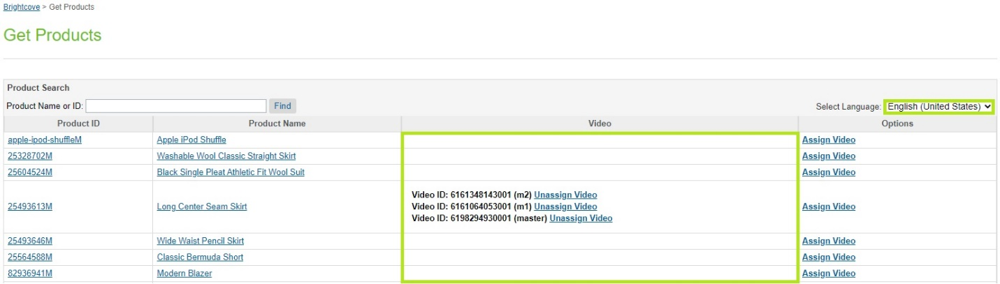 Brightcove > Get Products
Get Products
Product Search
Product Name or ID: Find Select Language: English (United States)
Product ID Product Name Video Options
apple-ipod-shuffleM Apple iPod Shuffle Assign Video
25328702M Washable Wool Classic Straight Skirt Assign Video
25604524M Black Single Pleat Athletic Fit Wool Suit Assign Video
Video ID: 6161348143001 (m2) Unassign Video
25493613M Long Center Seam Skirt Video ID: 6161064053001 (m1) Unassign Video Assign Video
Video ID: 6198294930001 (master) Unassign Video
25493646M Wide Waist Pencil Skirt Assign Video
25564588M Classic Bermuda Short Assign Video
82936941M Modern Blazer Assign Video